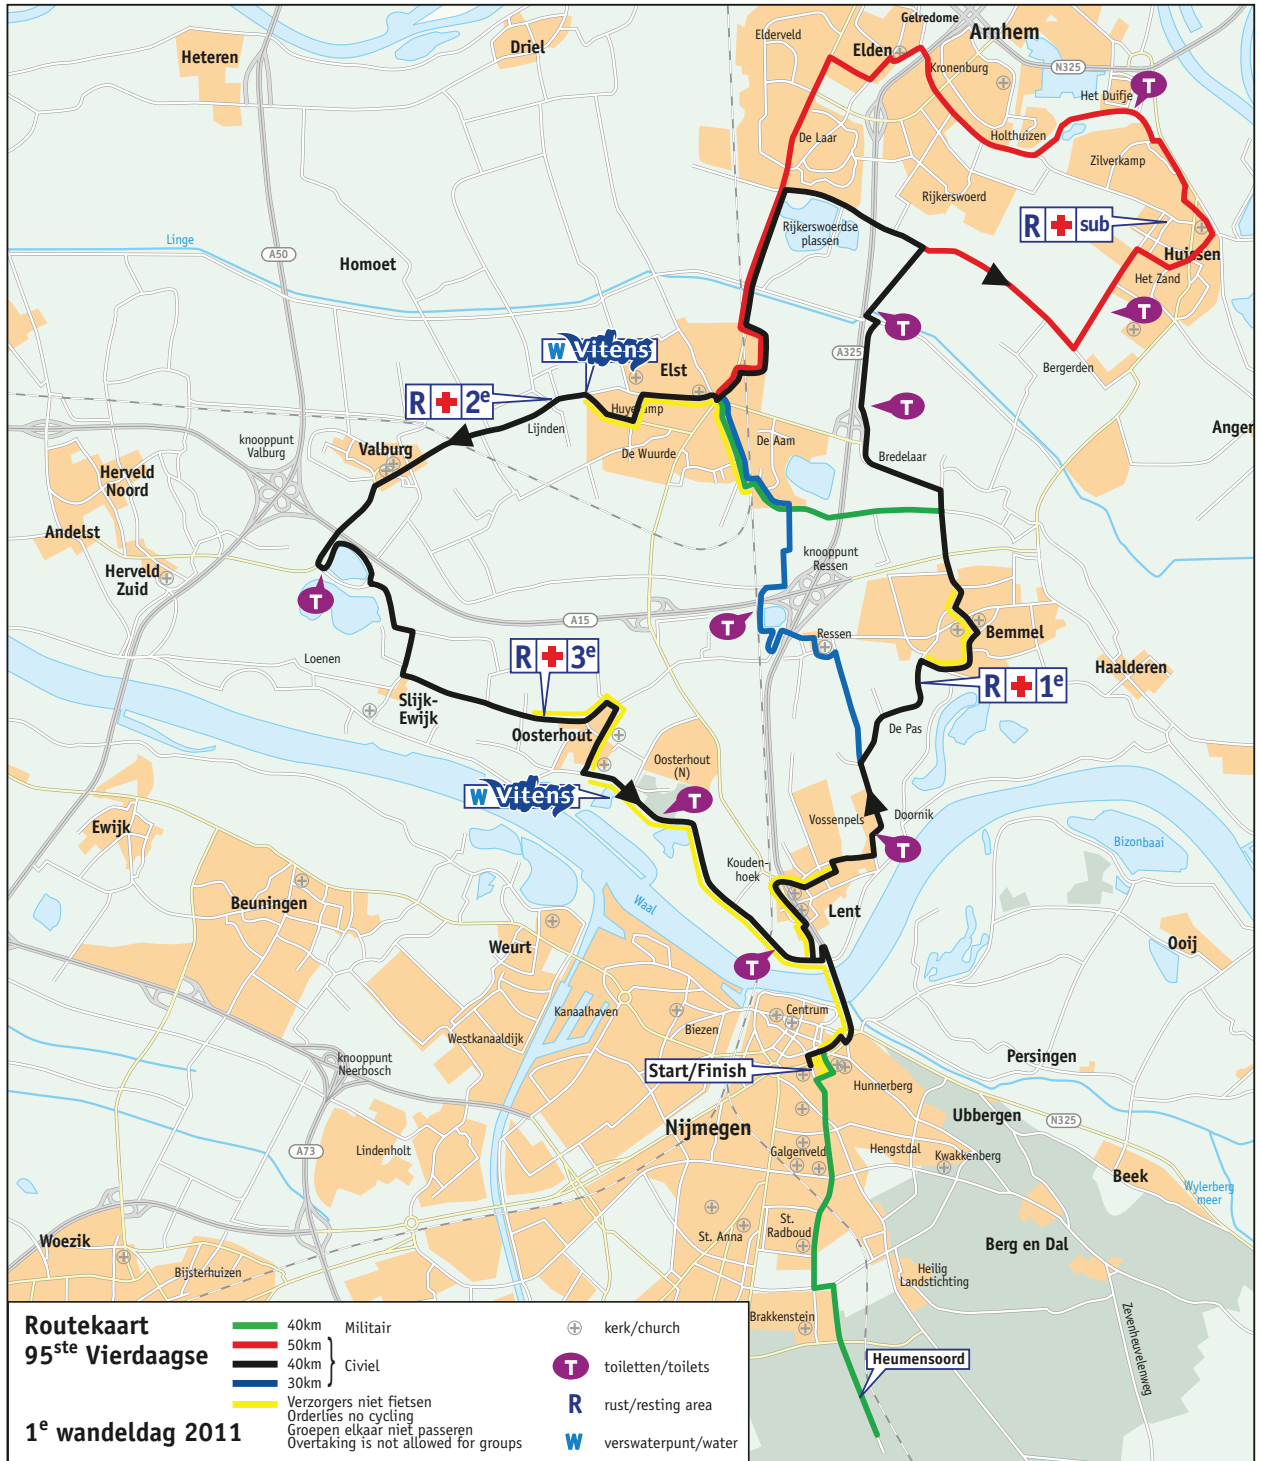 Gelredome
Arnhem
Elderveld
Elden
Kronenburg
N325
Het Duifje
T
Driel
Heteren
De Laar
Holthuizen
Zilverkamp
Rijkerswoerd
R sub
Huissen
Het Zand
T
Linge
A50
Homoet
Rijkerswoerdse
plassen
T
A325
Bergerden
W Vitens
Elst
R 2e
Huyekamp
T
Lijnden
De Aam
De Wuurde
Bredelaar
Anger
knooppunt
Valburg
Valburg
Herveld
Noord
Andelst
Herveld
Zuid
knooppunt
Ressen
T
A15
T
Ressen
Bemmel
Loenen
R 3e
Haalderen
R 1e
Slijk-
Ewijk
Oosterhout
De Pas
Oosterhout
(N)
W Vitens
T
Vossenpels
Doornik
Ewijk
T
Bizonbaai
Kouden-
hoek
Beuningen
Waal
Lent
Weurt
Ooij
T
Kanaalhaven
Centrum
Biezen
Westkanaaldijk
knooppunt
Neerbosch
Start/Finish
Persingen
Hunnerberg
Ubbergen
N325
Nijmegen
A73
Lindenholt
Galgenveld
Hengstdal
Kwakkenberg
Beek
Wylerberg
meer
St. Anna
St.
Radboud
Woezik
Berg en Dal
Bijsterhuizen
Heilig
Landstichting
Brakkenstein
Zevenheuvelenweg
Heumensoord
Routekaart
95ste Vierdaagse
1e wandeldag 2011
40km Militair
50km
40km Civiel
30km
Verzorgers niet fietsen
Orderlies no cycling
Groepen elkaar niet passeren
Overtaking is not allowed for groups
kerk/church
T toiletten/toilets
R rust/resting area
W verswaterpunt/water